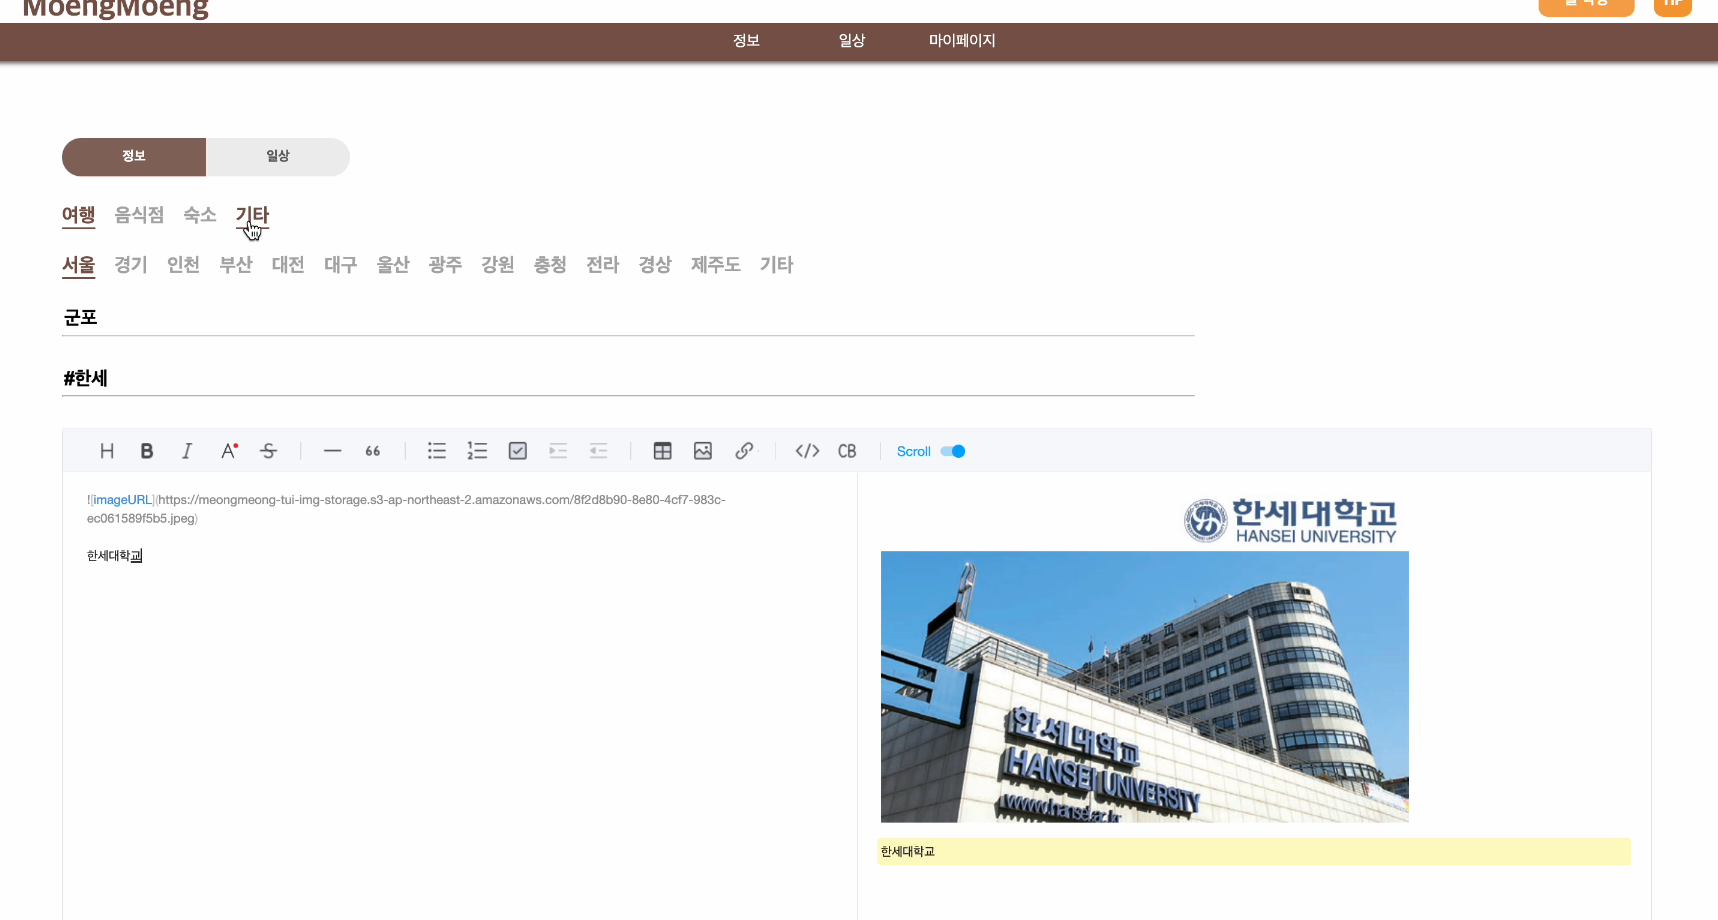 MoengMoeng
정보 일상 마이페이지
정보 일상
여행 음식점 숙소 기타
서울 경기 인천 부산 대전 대구 울산 광주 강원 충청 전라 경상 제주도 기타
군포
#한세
H B I A S 66 CB Scroll
![imageURL](https://meongmeong-tui-img-storage.s3-ap-northeast-2.amazonaws.com/8f2d8b90-8e80-4cf7-983c-
ec061589f5b5.jpeg)
한세대학교
한세대학교
HANSEI UNIVERSITY
한세대학교
HANSEI UNIVERSITY
www.hansei.ac.kr
한세대학교